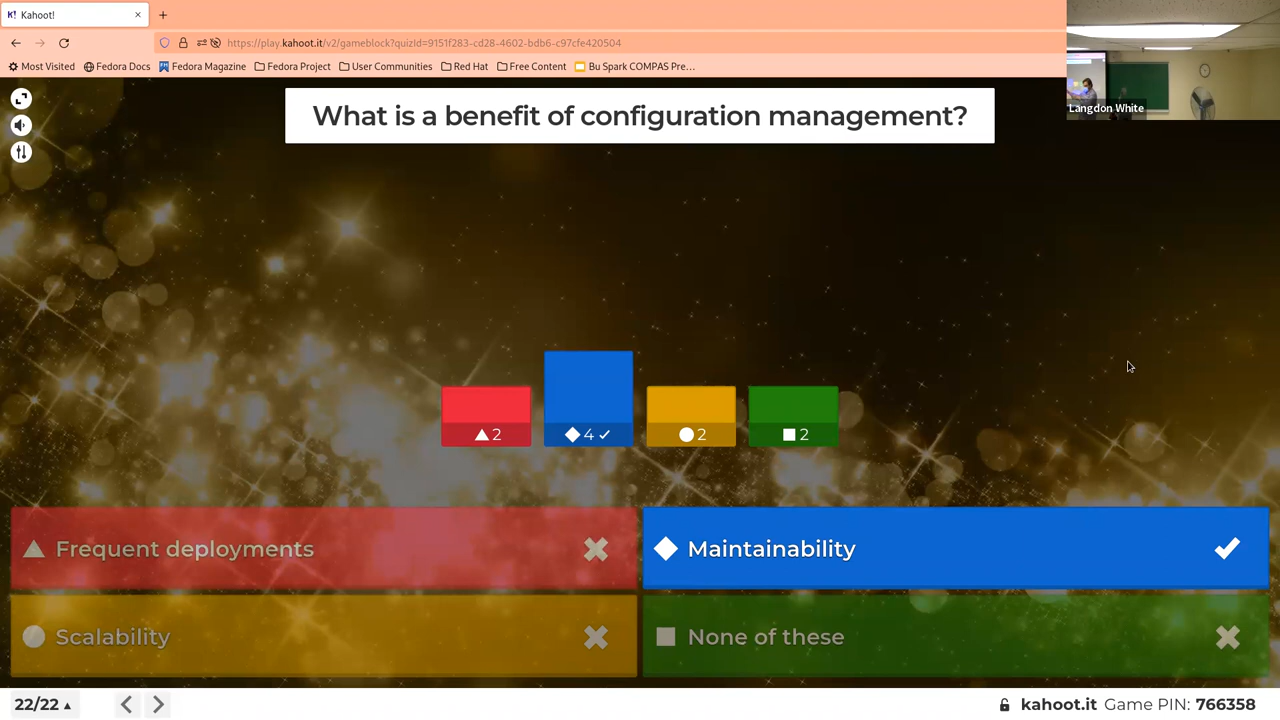 K! Kahoot!
https://play.kahoot.it/v2/gameblock?quizId=9151f283-cd28-4602-bdb6-c97cfe420504
Most Visited Fedora Docs Fedora Magazine Fedora Project User Communities Red Hat Free Content Bu Spark COMPAS Pre…
Langdon White
What is a benefit of configuration management?
2 4 2 2
Frequent deployments
Maintainability
Scalability
None of these
22/22
kahoot.it Game PIN: 766358